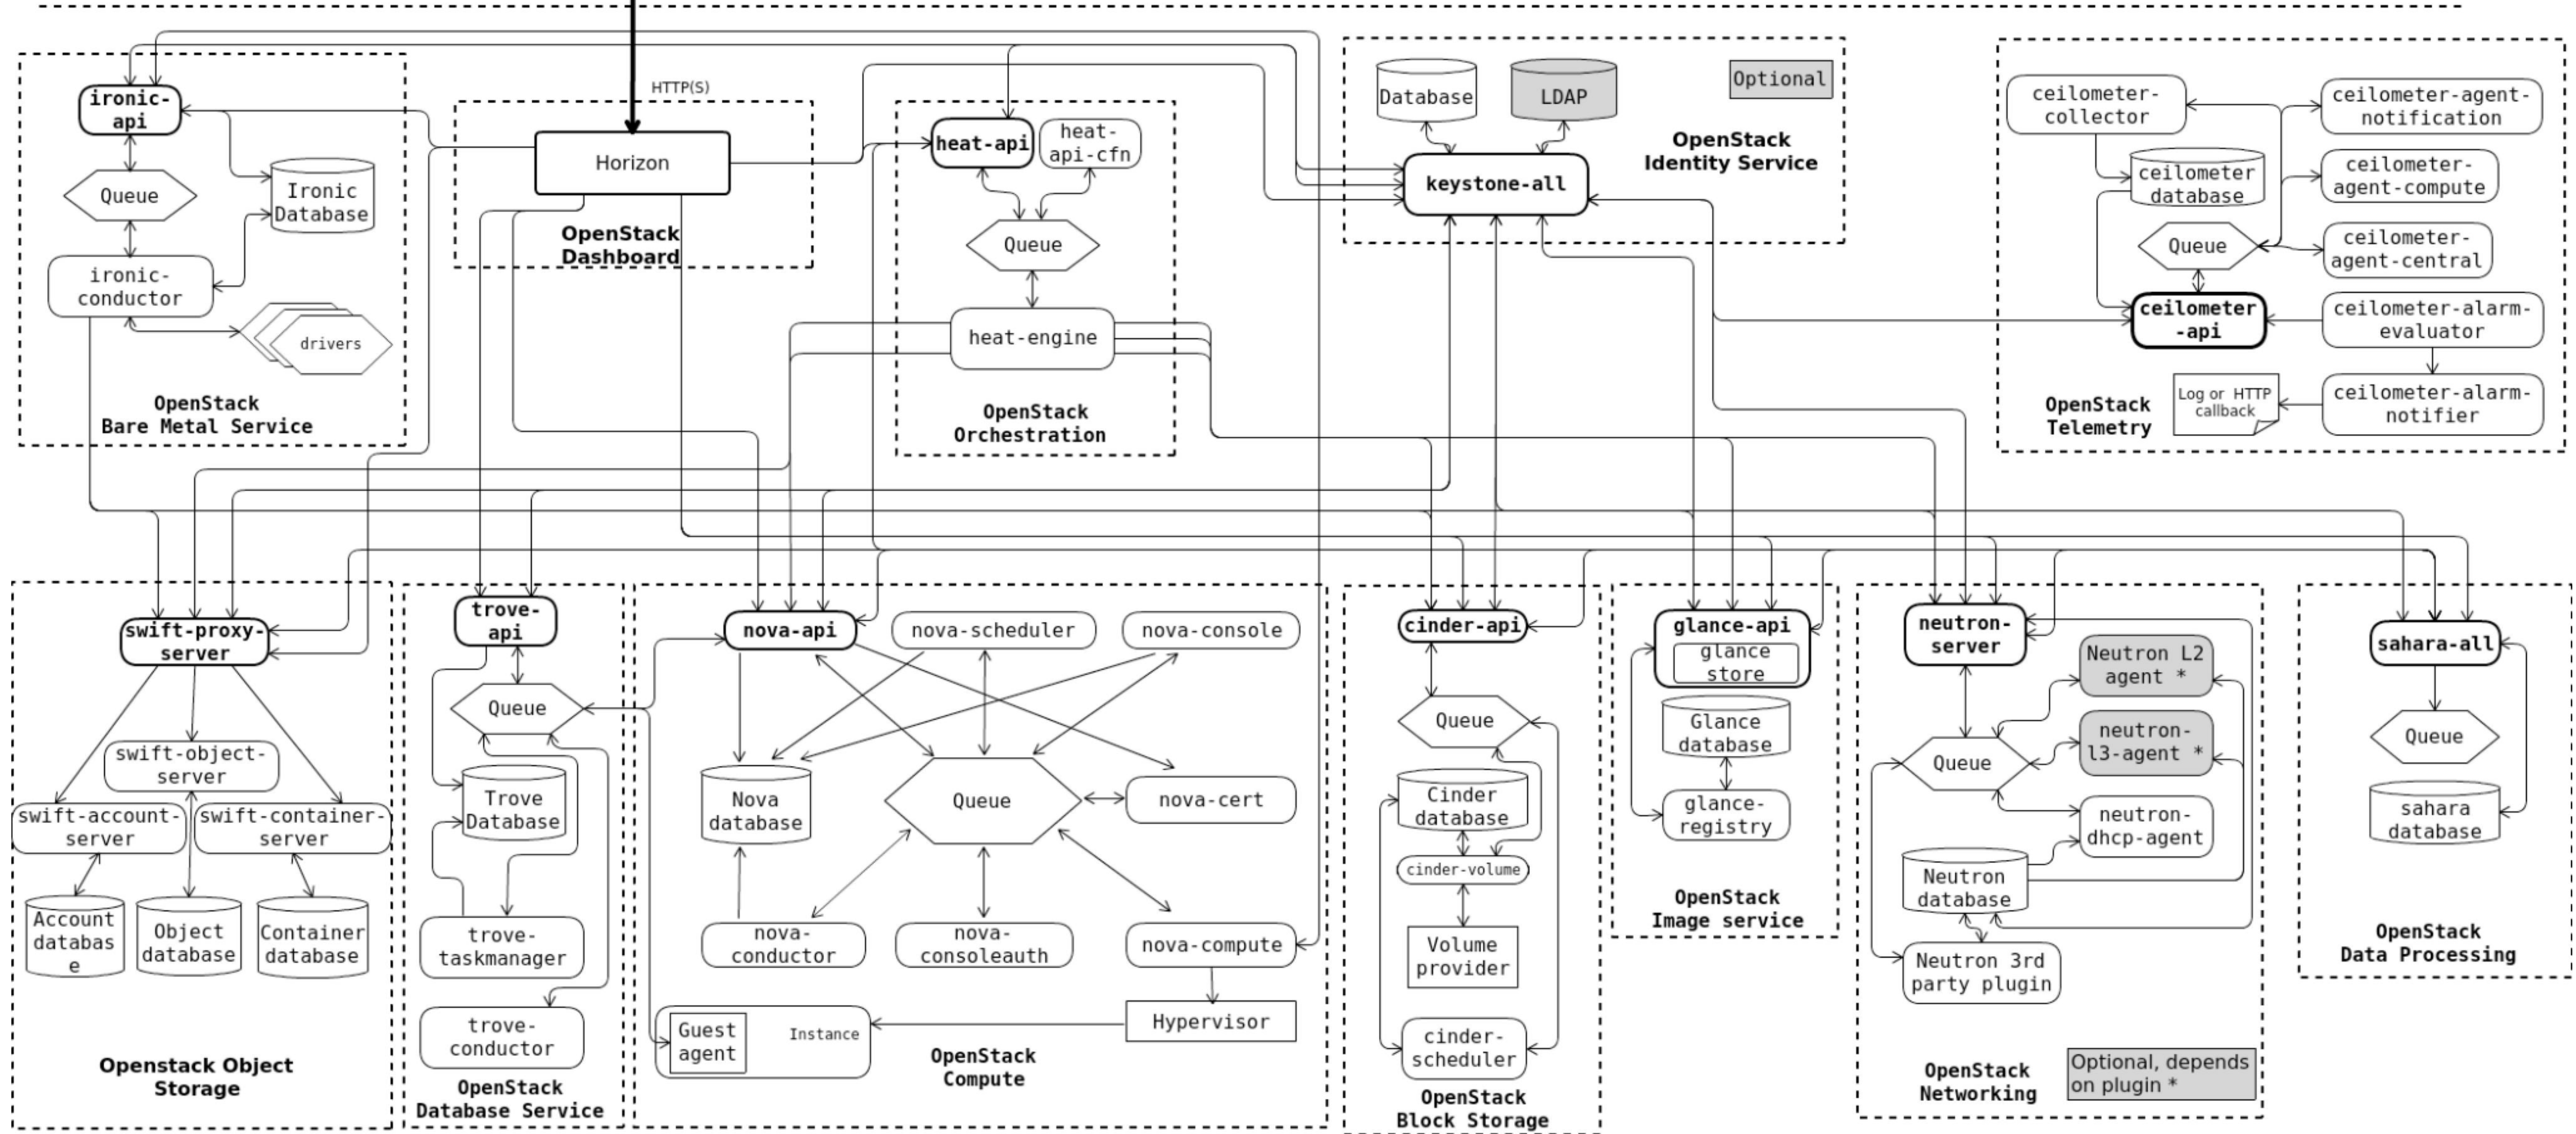 HTTP(S)
ironic-
api
Queue
Ironic
Database
ironic-
conductor
drivers
OpenStack
Bare Metal Service
Horizon
OpenStack
Dashboard
heat-api
heat-
api-cfn
Queue
heat-engine
OpenStack
Orchestration
Database
LDAP
Optional
OpenStack
Identity Service
keystone-all
ceilometer-
collector
ceilometer-agent-
notification
ceilometer
database
ceilometer-
agent-compute
Queue
ceilometer-
agent-central
ceilometer
-api
ceilometer-alarm-
evaluator
Log or HTTP
callback
ceilometer-alarm-
notifier
OpenStack
Telemetry
swift-proxy-
server
swift-object-
server
swift-account-
server
swift-container-
server
Account
databas
e
Object
database
Container
database
Openstack Object
Storage
trove-
api
Queue
Trove
Database
trove-
taskmanager
trove-
conductor
OpenStack
Database Service
nova-api
nova-scheduler
nova-console
Nova
database
Queue
nova-cert
nova-
conductor
nova-
consoleauth
nova-compute
Guest
agent
Instance
Hypervisor
OpenStack
Compute
cinder-api
Queue
Cinder
database
cinder-volume
Volume
provider
cinder-
scheduler
OpenStack
Block Storage
glance-api
glance
store
Glance
database
glance-
registry
OpenStack
Image service
neutron-
server
Neutron L2
agent *
Queue
neutron-
l3-agent *
neutron-
dhcp-agent
Neutron
database
Neutron 3rd
party plugin
OpenStack
Networking
Optional, depends
on plugin *
sahara-all
Queue
sahara
database
OpenStack
Data Processing